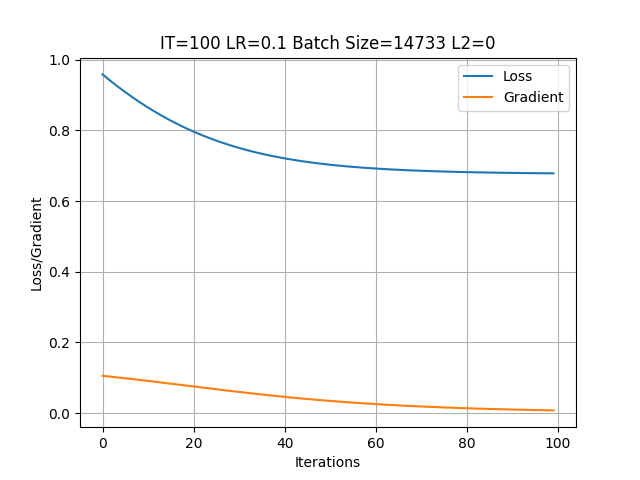 IT=100 LR=0.1 Batch Size=14733 L2=0
Loss
Gradient
1.0
0.8
0.6
0.4
0.2
0.0
Loss/Gradient
0 20 40 60 80 100
Iterations